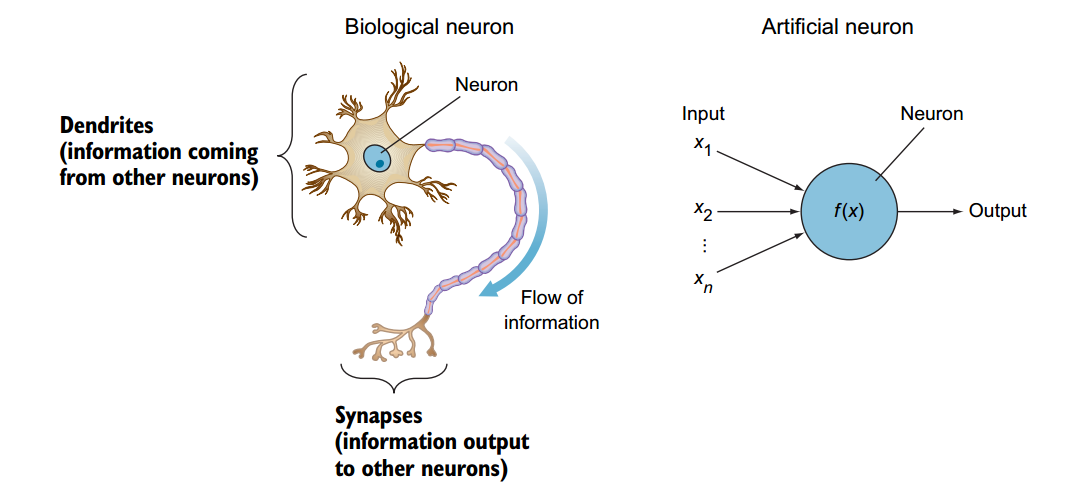 Biological neuron
Neuron
Dendrites
(information coming
from other neurons)
Flow of
information
Synapses
(information output
to other neurons)
Artificial neuron
Input
Neuron
x1
x2
⋮
xn
f(x)
Output